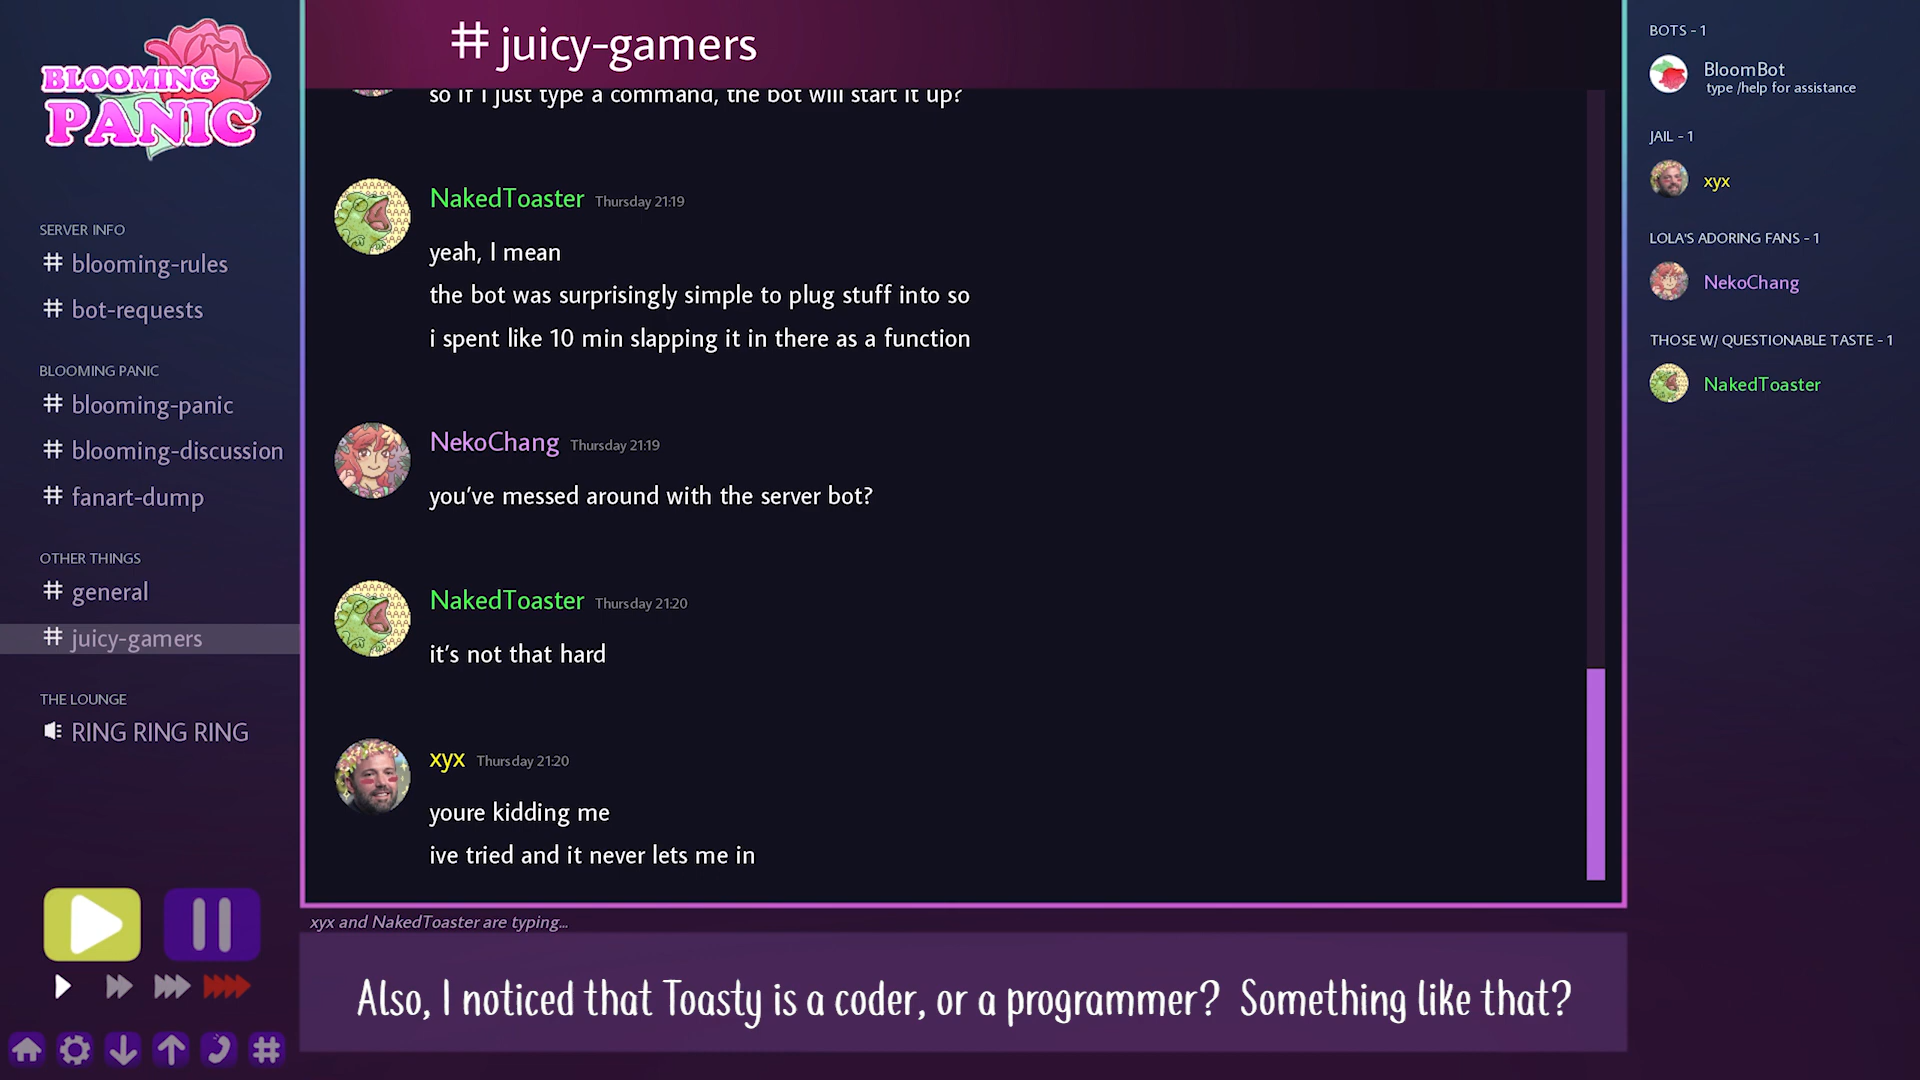 BLOOMING
PANIC
SERVER INFO
# blooming-rules
# bot-requests
BLOOMING PANIC
# blooming-panic
# blooming-discussion
# fanart-dump
OTHER THINGS
# general
# juicy-gamers
THE LOUNGE
RING RING RING
# juicy-gamers
so if i just type a command, the bot will start it up?
NakedToaster Thursday 21:19
yeah, I mean
the bot was surprisingly simple to plug stuff into so
i spent like 10 min slapping it in there as a function
NekoChang Thursday 21:19
you've messed around with the server bot?
NakedToaster Thursday 21:20
it's not that hard
xyx Thursday 21:20
youre kidding me
ive tried and it never lets me in
xyx and NakedToaster are typing...
Also, I noticed that Toasty is a coder, or a programmer? Something like that?
BOTS - 1
BloomBot
type /help for assistance
JAIL - 1
xyx
LOLA'S ADORING FANS - 1
NekoChang
THOSE W/ QUESTIONABLE TASTE - 1
NakedToaster